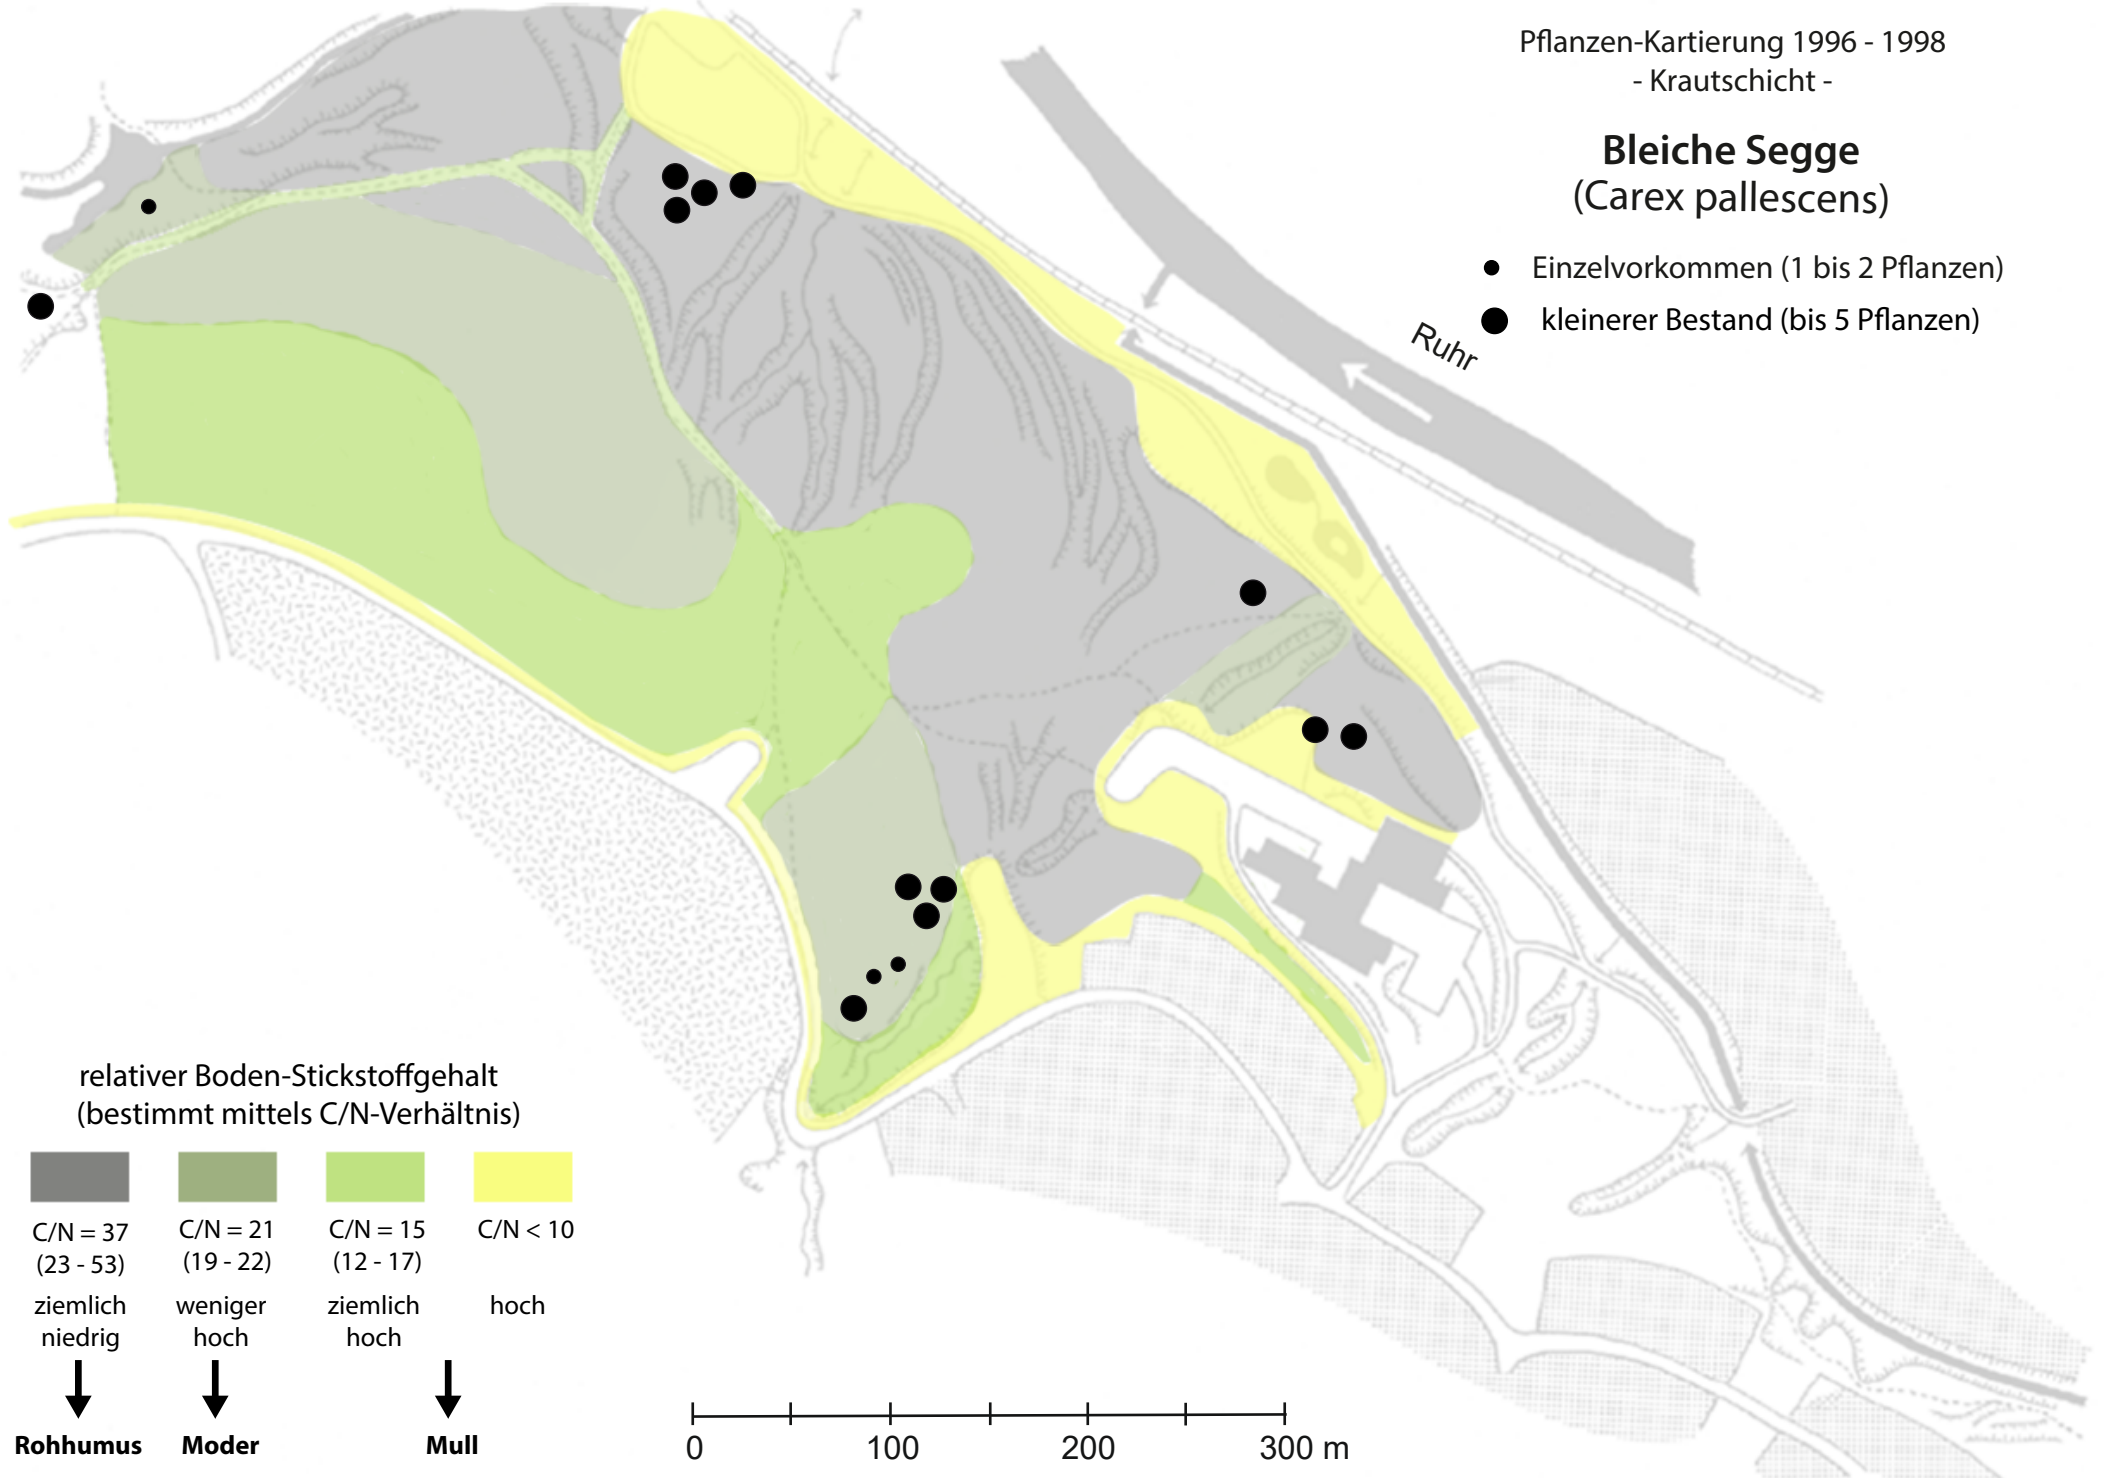 Pflanzen-Kartierung 1996 - 1998
- Krautschicht -
Bleiche Segge
(Carex pallescens)
Einzelvorkommen (1 bis 2 Pflanzen)
kleinerer Bestand (bis 5 Pflanzen)
Ruhr
relativer Boden-Stickstoffgehalt
(bestimmt mittels C/N-Verhältnis)
C/N = 37 C/N = 21 C/N = 15 C/N < 10
(23 - 53) (19 - 22) (12 - 17)
ziemlich weniger ziemlich hoch
niedrig hoch hoch
Rohhumus Moder Mull
0 100 200 300 m